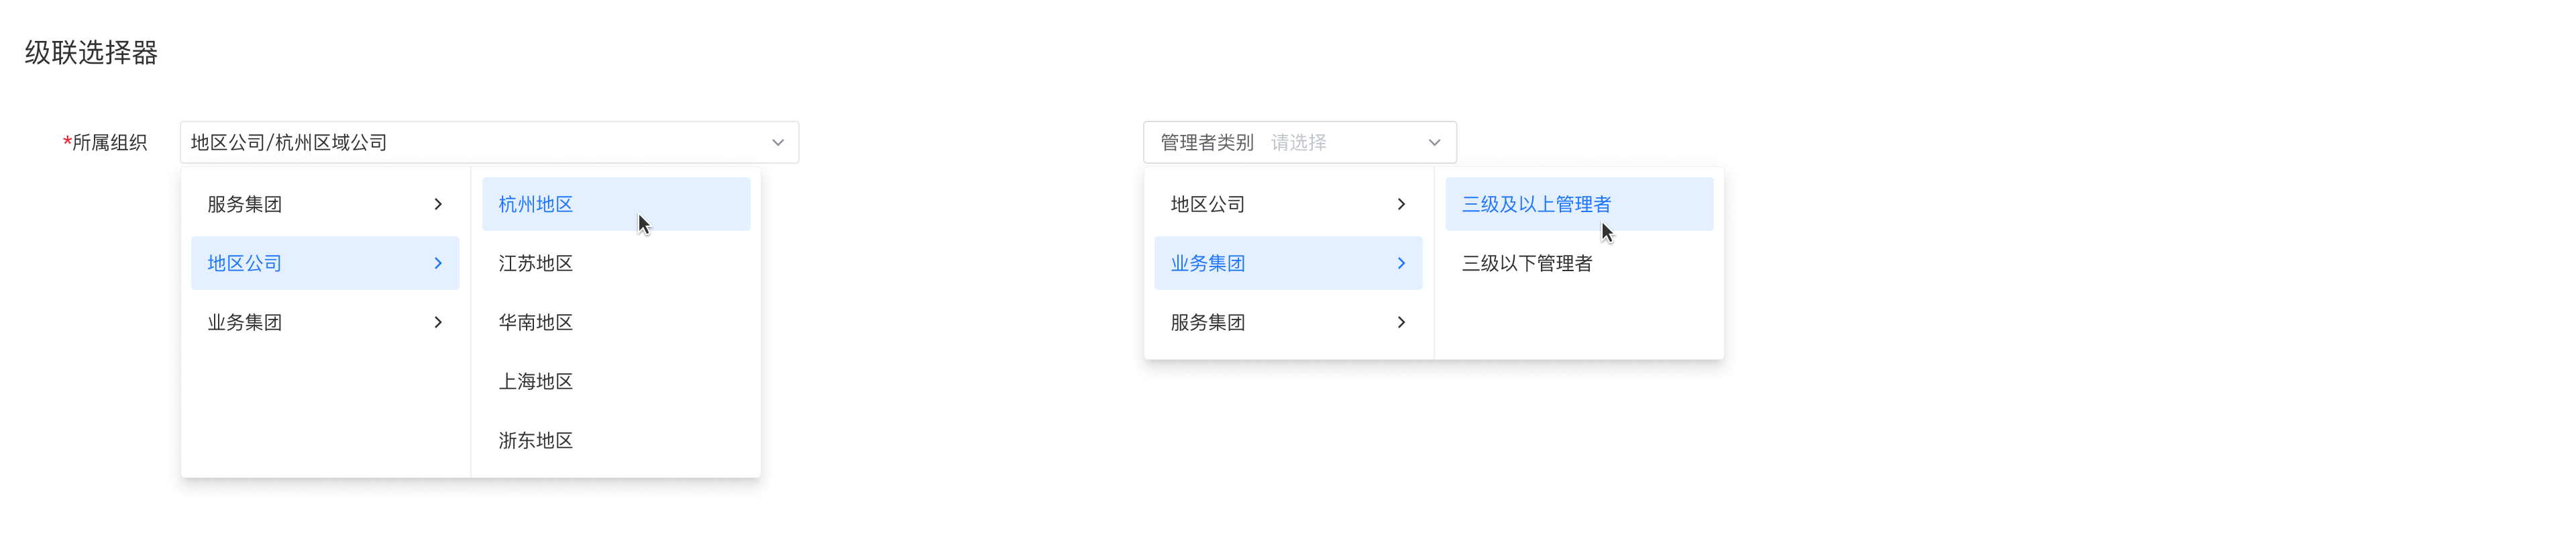 级联选择器
*所属组织
地区公司/杭州区域公司
服务集团
地区公司
业务集团
杭州地区
江苏地区
华南地区
上海地区
浙东地区
管理者类别 请选择
地区公司
业务集团
服务集团
三级及以上管理者
三级以下管理者